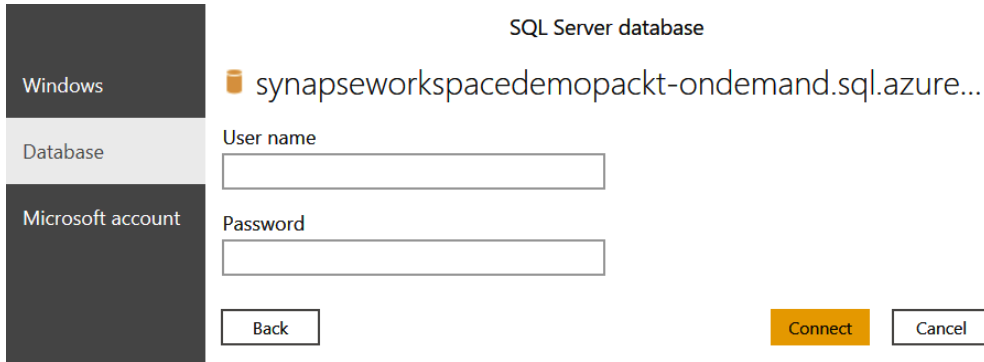 SQL Server database
Windows
Database
Microsoft account
synapseworkspacedemopackt-ondemand.sql.azure...
User name
Password
Back
Connect
Cancel